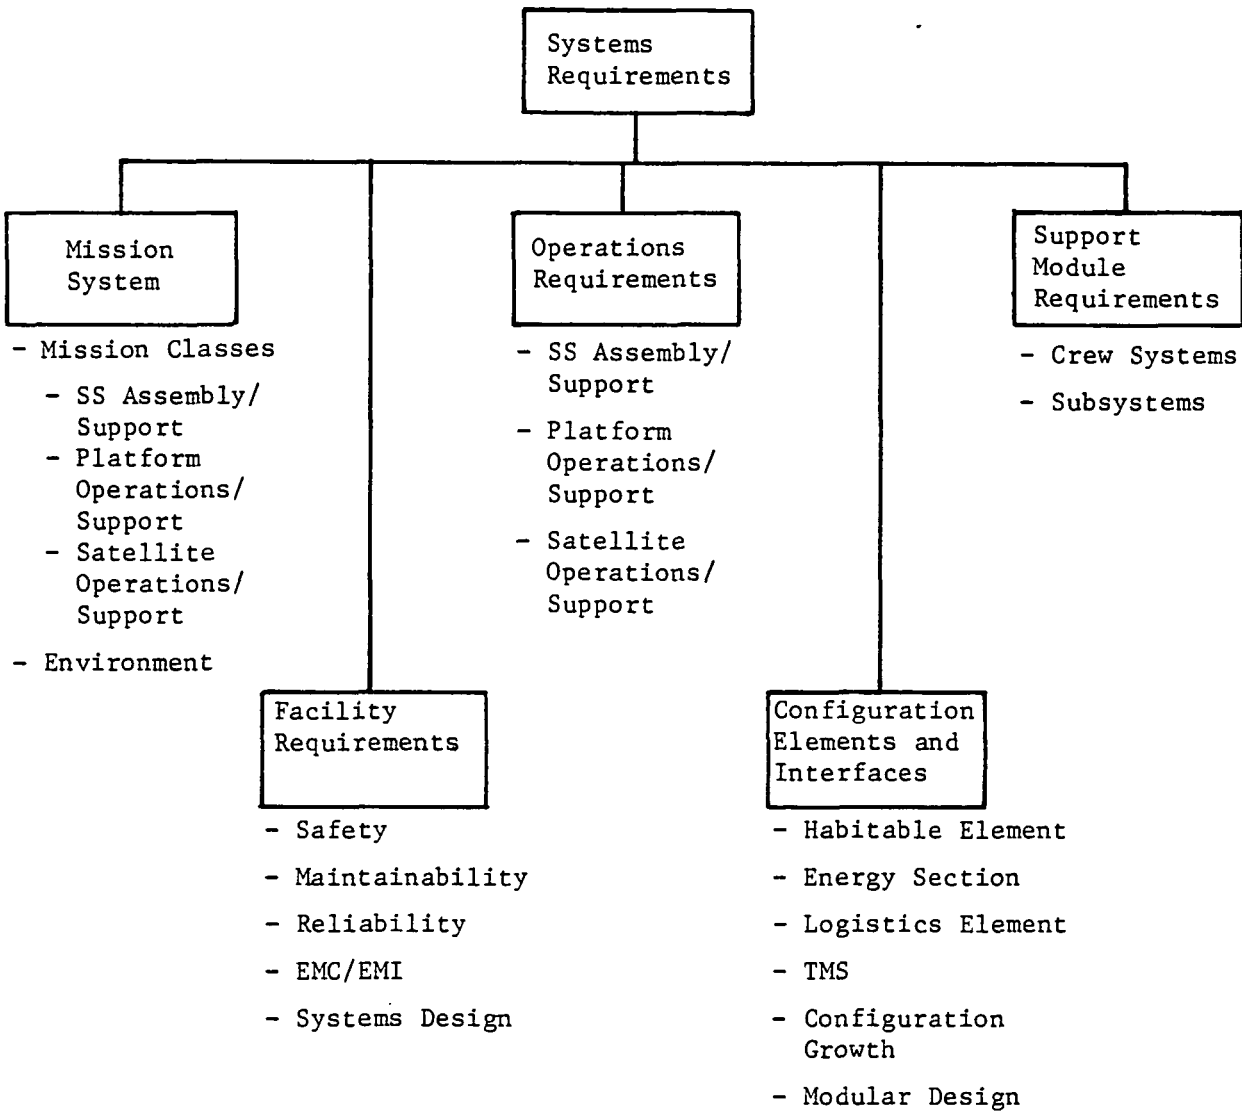 Systems
Requirements
Mission
System
- Mission Classes
- SS Assembly/
Support
- Platform
Operations/
Support
- Satellite
Operations/
Support
- Environment
Facility
Requirements
- Safety
- Maintainability
- Reliability
- EMC/EMI
- Systems Design
Operations
Requirements
- SS Assembly/
Support
- Platform
Operations/
Support
- Satellite
Operations/
Support
Configuration
Elements and
Interfaces
- Habitable Element
- Energy Section
- Logistics Element
- TMS
- Configuration
Growth
- Modular Design
Support
Module
Requirements
- Crew Systems
- Subsystems